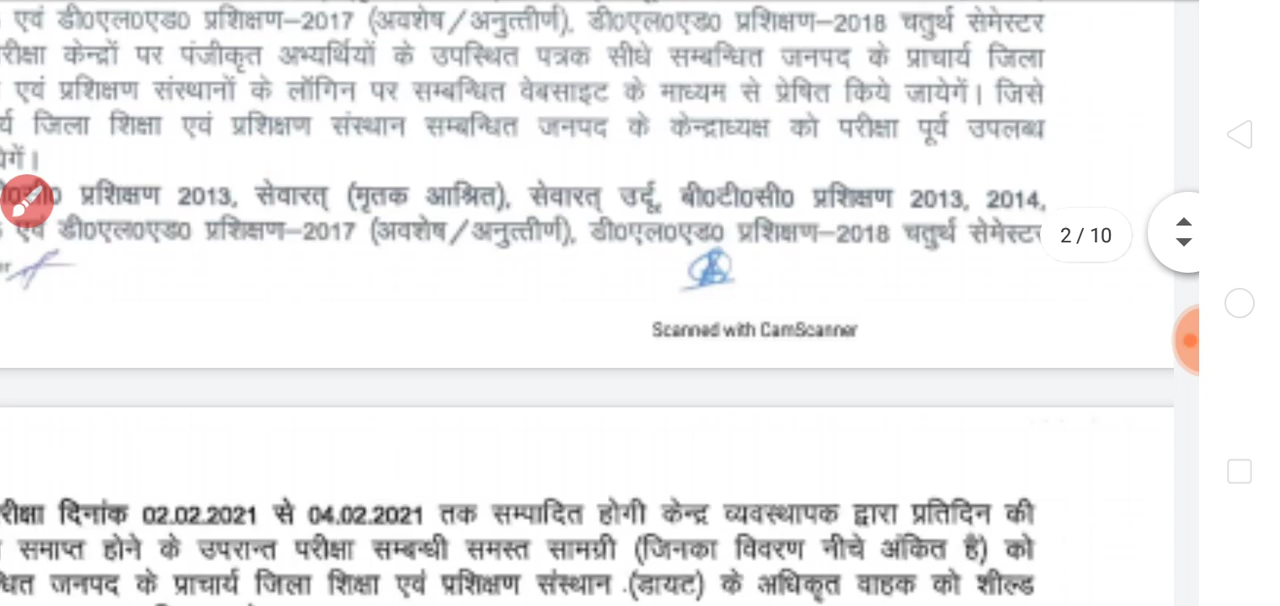 एवं डी0एल0एड0 प्रशिक्षण–2017 (अवशेष/अनुत्तीर्ण), डी0एल0एड0 प्रशिक्षण–2018 चतुर्थ सेमेस्टर
रीक्षा केन्द्रों पर पंजीकृत अभ्यर्थियों के उपस्थित पत्रक सीधे सम्बन्धित जनपद के प्राचार्य जिला
एवं प्रशिक्षण संस्थानों के लॉगिन पर सम्बन्धित वेबसाइट के माध्यम से प्रेषित किये जायेगें। जिसे
र्य जिला शिक्षा एवं प्रशिक्षण संस्थान सम्बन्धित जनपद के केन्द्राध्यक्ष को परीक्षा पूर्व उपलब्ध
येगें।
प्रशिक्षण 2013, सेवारत् (मृतक आश्रित), सेवारत् उर्दू, बी0टी0सी0 प्रशिक्षण 2013, 2014,
एवं डी0एल0एड0 प्रशिक्षण–2017 (अवशेष/अनुत्तीर्ण), डी0एल0एड0 प्रशिक्षण–2018 चतुर्थ सेमेस्टर
2 / 10
Scanned with CamScanner
रीक्षा दिनांक 02.02.2021 से 04.02.2021 तक सम्पादित होगी केन्द्र व्यवस्थापक द्वारा प्रतिदिन की
समाप्त होने के उपरान्त परीक्षा सम्बन्धी समस्त सामग्री (जिनका विवरण नीचे अंकित है) को
धित जनपद के प्राचार्य जिला शिक्षा एवं प्रशिक्षण संस्थान (डायट) के अधिकृत वाहक को शील्ड